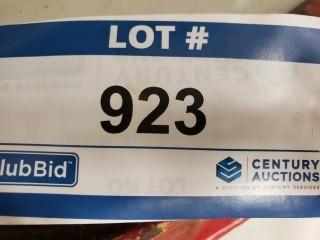 LOT #
923
lubBid
CENTURY
AUCTIONS
A DIVISION OF CENTURY SERVICES